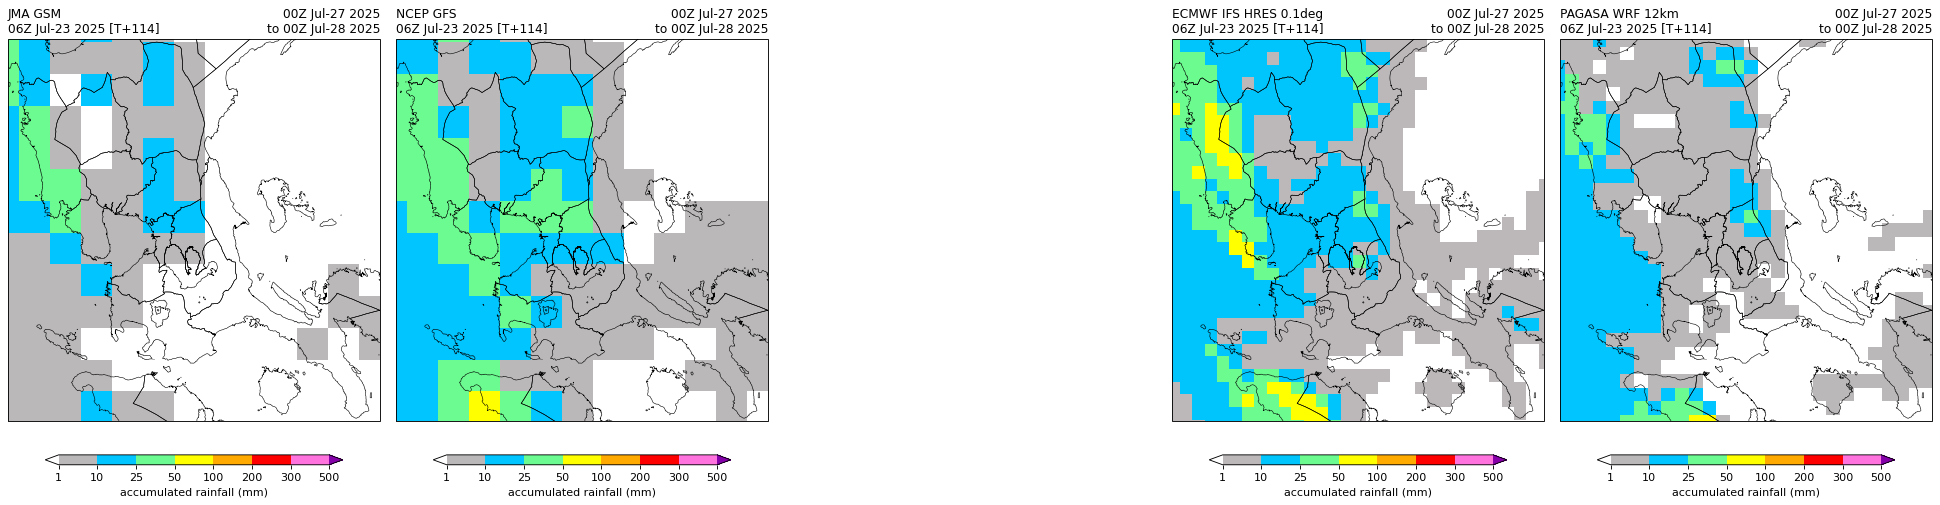 JMA GSM 00Z Jul-27 2025
06Z Jul-23 2025 [T+114] to 00Z Jul-28 2025
1 10 25 50 100 200 300 500
accumulated rainfall (mm)
NCEP GFS 00Z Jul-27 2025
06Z Jul-23 2025 [T+114] to 00Z Jul-28 2025
1 10 25 50 100 200 300 500
accumulated rainfall (mm)
ECMWF IFS HRES 0.1deg 00Z Jul-27 2025
06Z Jul-23 2025 [T+114] to 00Z Jul-28 2025
1 10 25 50 100 200 300 500
accumulated rainfall (mm)
PAGASA WRF 12km 00Z Jul-27 2025
06Z Jul-23 2025 [T+114] to 00Z Jul-28 2025
1 10 25 50 100 200 300 500
accumulated rainfall (mm)